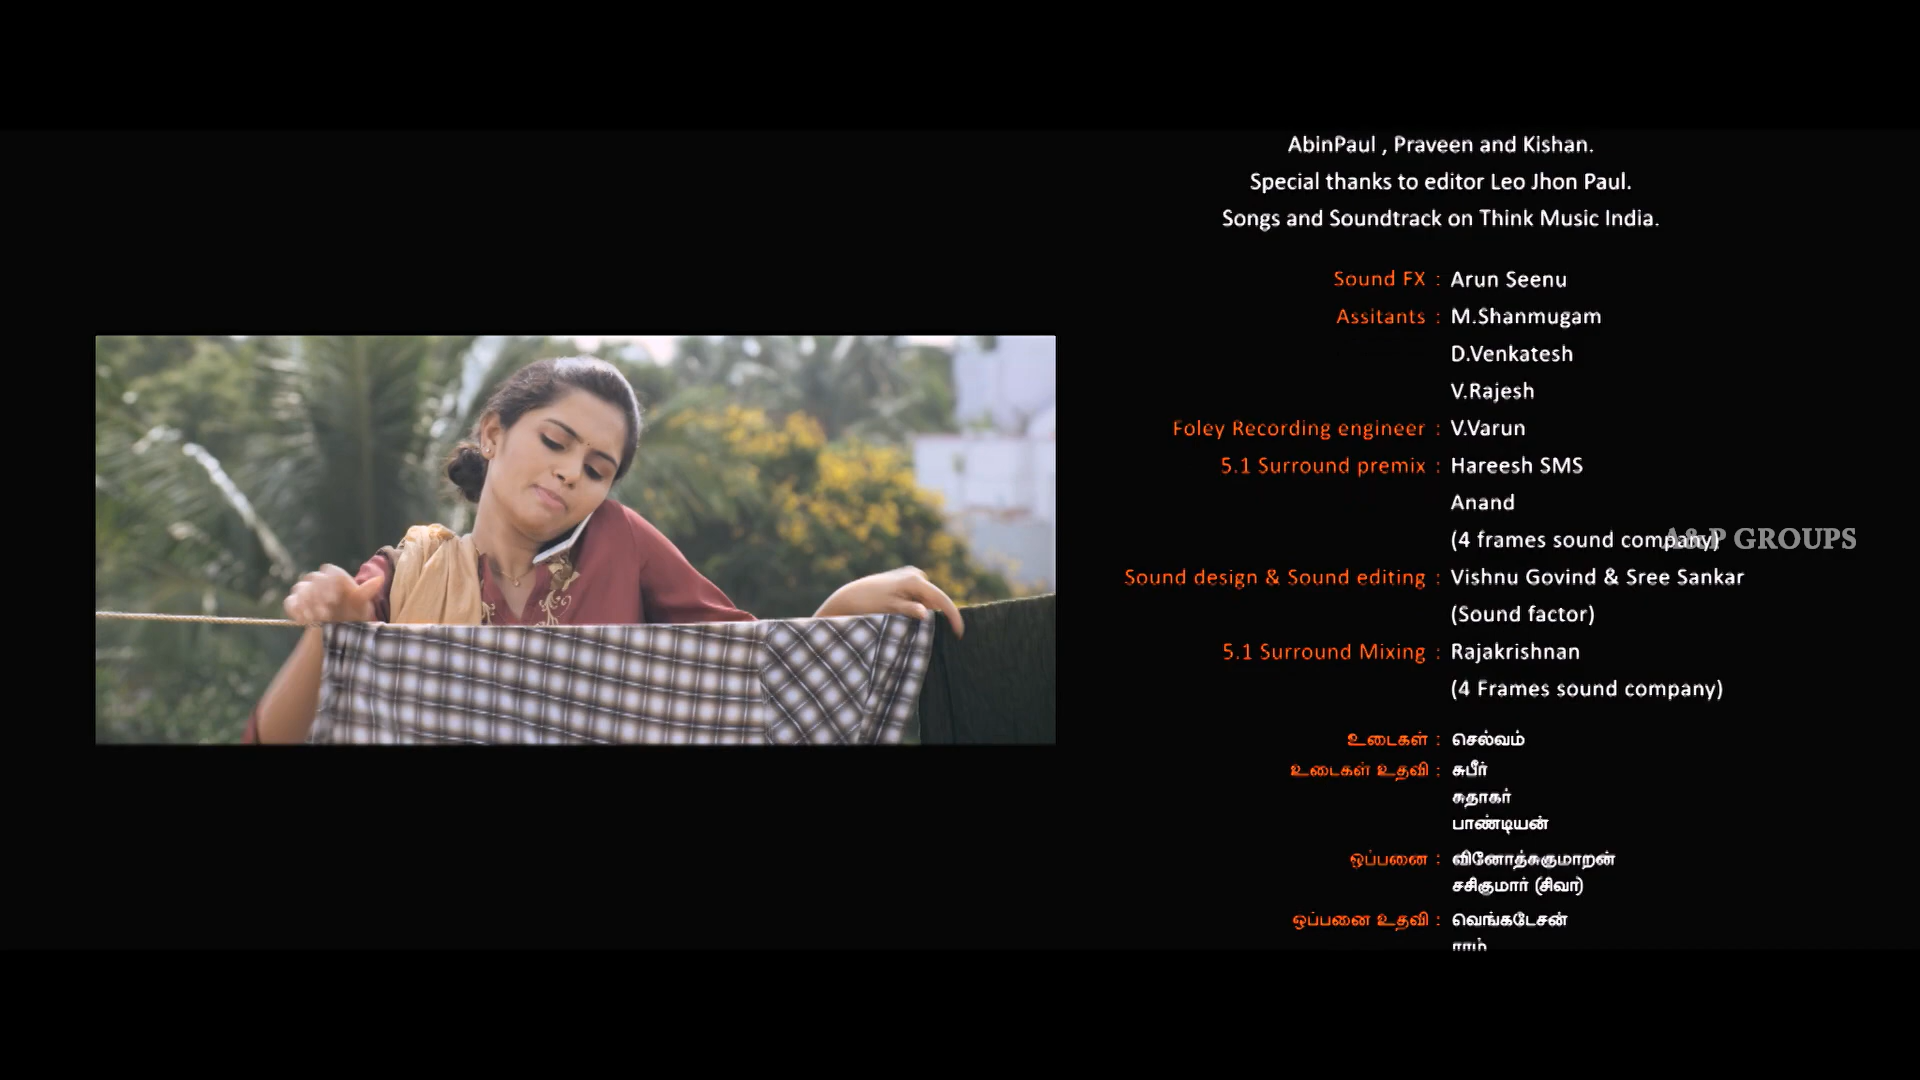 AbinPaul , Praveen and Kishan.
Special thanks to editor Leo Jhon Paul.
Songs and Soundtrack on Think Music India.
Sound FX : Arun Seenu
Assitants : M.Shanmugam
D.Venkatesh
V.Rajesh
Foley Recording engineer : V.Varun
5.1 Surround premix : Hareesh SMS
Anand
(4 frames sound company)
A&P GROUPS
Sound design & Sound editing : Vishnu Govind & Sree Sankar
(Sound factor)
5.1 Surround Mixing : Rajakrishnan
(4 Frames sound company)
உடைகள் : செல்வம்
உடைகள் உதவி : சுபீர்
சுதாகர்
பாண்டியன்
ஒப்பனை : வினோத்சுகுமாறன்
சசிகுமார் (சிவா)
ஒப்பனை உதவி : வெங்கடேசன்
ராம்